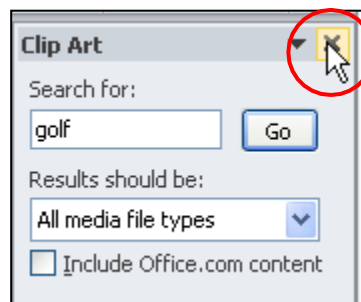 Clip Art
Search for:
golf
Go
Results should be:
All media file types
Include Office.com content